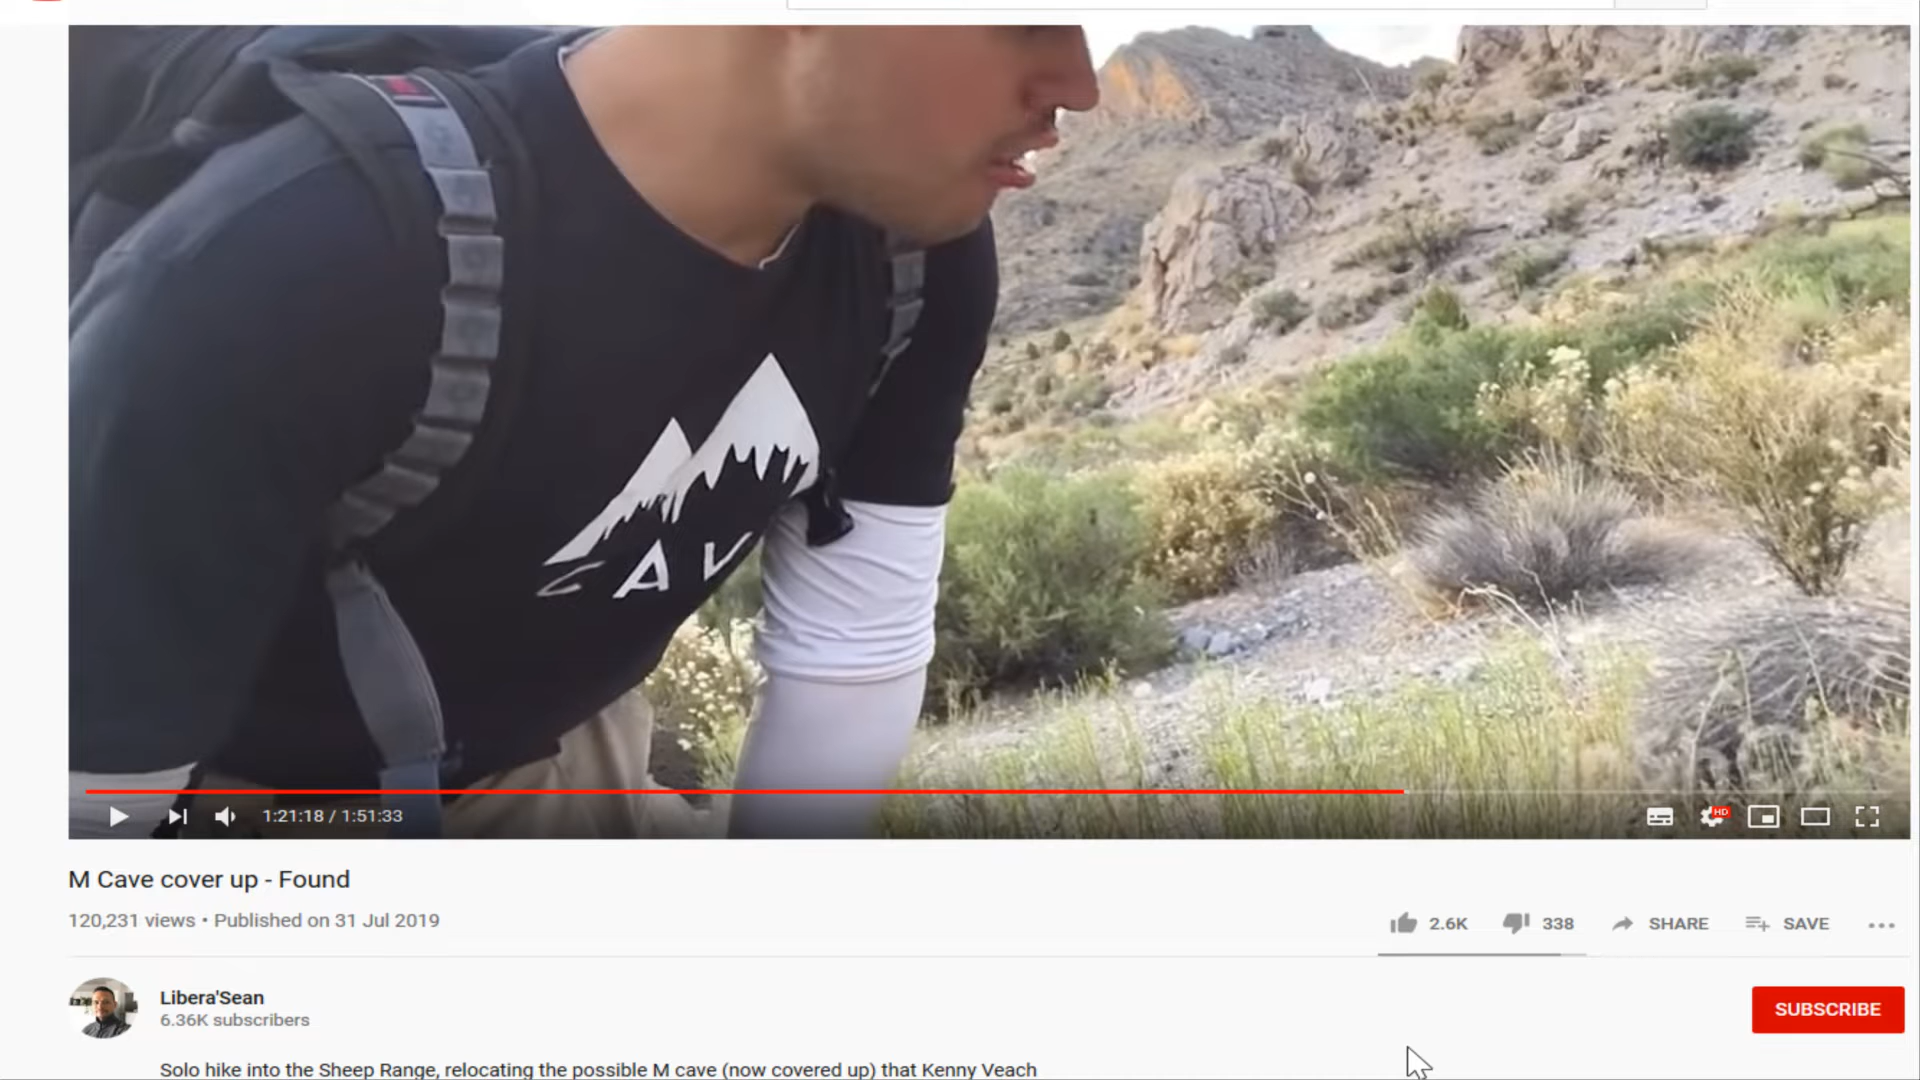 CAV
HD
1:21:18 / 1:51:33
M Cave cover up - Found
120,231 views • Published on 31 Jul 2019
2.6K
338
SHARE
SAVE
Libera'Sean
6.36K subscribers
SUBSCRIBE
Solo hike into the Sheep Range, relocating the possible M cave (now covered up) that Kenny Veach